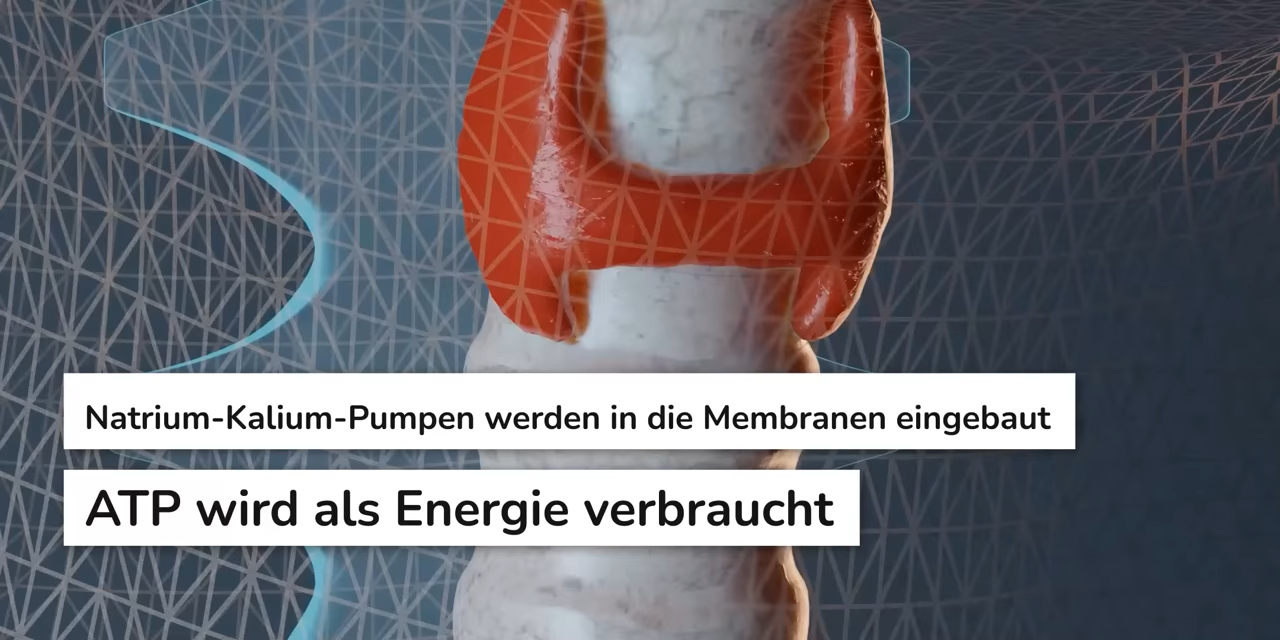 Natrium-Kalium-Pumpen werden in die Membranen eingebaut
ATP wird als Energie verbraucht